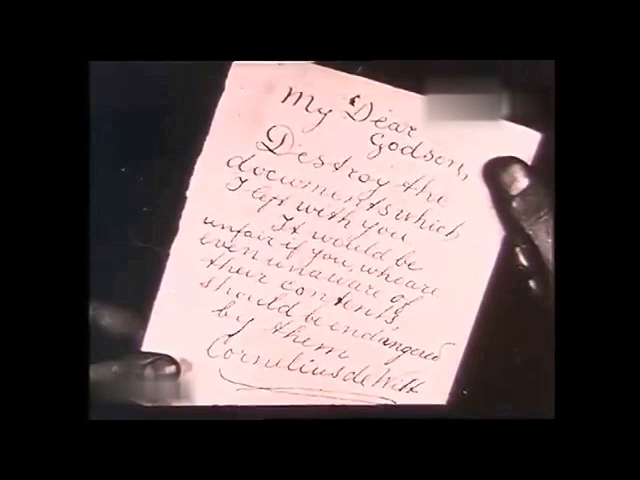 My Dear
Godson,
Destroy the
documents which
I left with you
It would be
unfair if you, who are
even unaware of
their contents,
should be endangered
by them
Cornelius de Witt